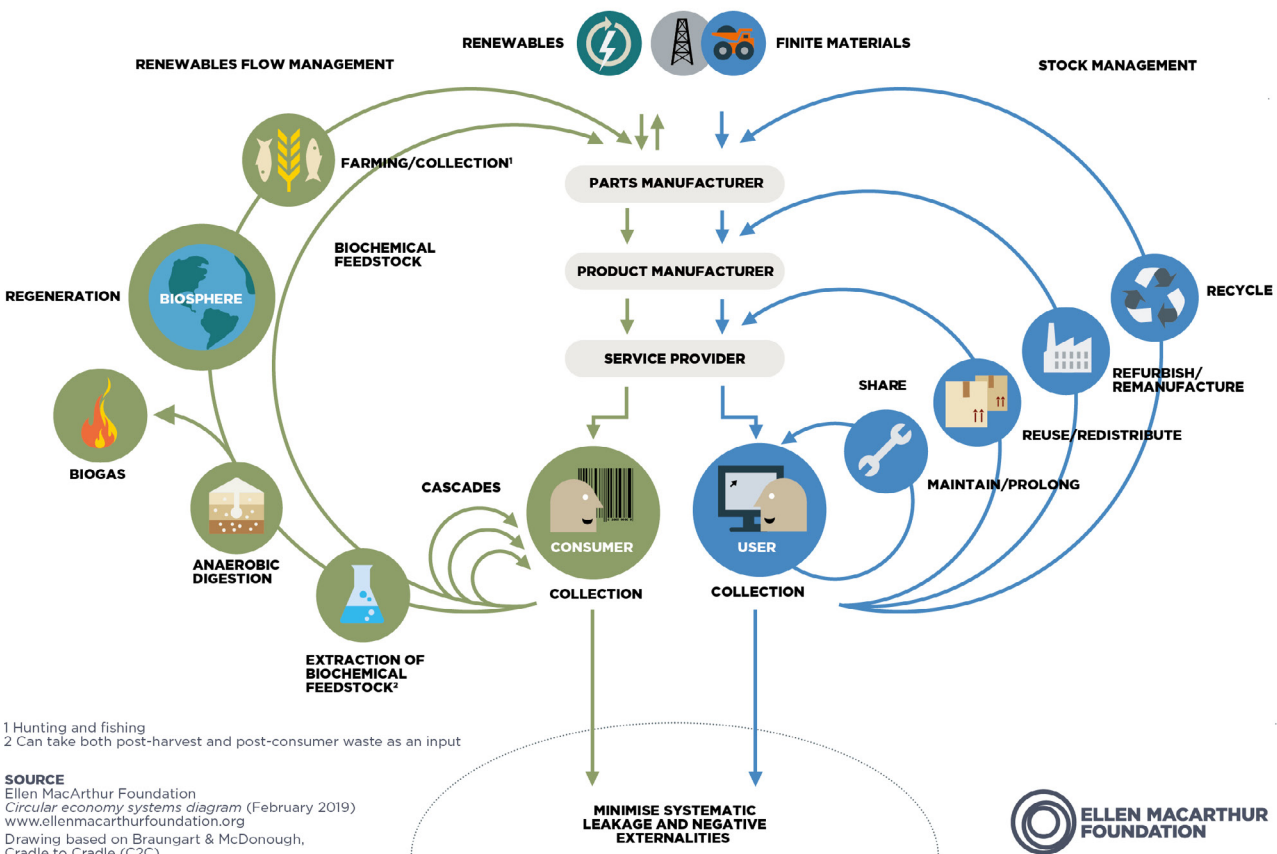 RENEWABLES
FINITE MATERIALS
RENEWABLES FLOW MANAGEMENT
STOCK MANAGEMENT
FARMING/COLLECTION¹
PARTS MANUFACTURER
BIOCHEMICAL
FEEDSTOCK
PRODUCT MANUFACTURER
REGENERATION
BIOSPHERE
RECYCLE
SERVICE PROVIDER
SHARE
REFURBISH/
REMANUFACTURE
REUSE/REDISTRIBUTE
BIOGAS
CASCADES
MAINTAIN/PROLONG
CONSUMER
USER
ANAEROBIC
DIGESTION
COLLECTION
COLLECTION
EXTRACTION OF
BIOCHEMICAL
FEEDSTOCK²
1 Hunting and fishing
2 Can take both post-harvest and post-consumer waste as an input
SOURCE
Ellen MacArthur Foundation
Circular economy systems diagram (February 2019)
www.ellenmacarthurfoundation.org
Drawing based on Braungart & McDonough,
Cradle to Cradle (C2C)
MINIMISE SYSTEMATIC
LEAKAGE AND NEGATIVE
EXTERNALITIES
ELLEN MACARTHUR
FOUNDATION